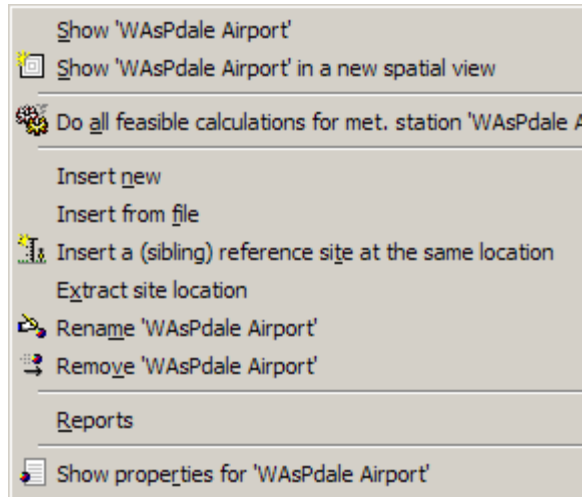 Show 'WAsPdale Airport'
Show 'WAsPdale Airport' in a new spatial view
Do all feasible calculations for met. station 'WAsPdale A
Insert new
Insert from file
Insert a (sibling) reference site at the same location
Extract site location
Rename 'WAsPdale Airport'
Remove 'WAsPdale Airport'
Reports
Show properties for 'WAsPdale Airport'